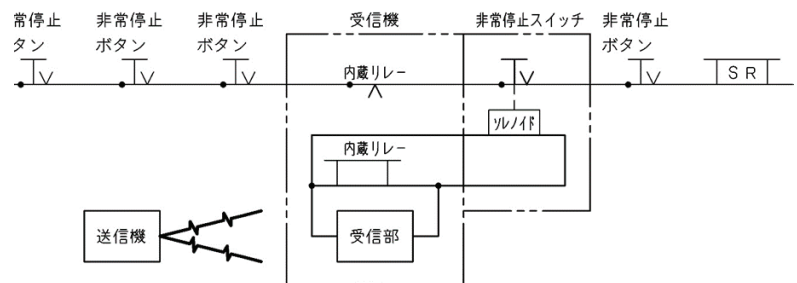 常停止
タン
非常停止
ボタン
非常停止
ボタン
受信機
非常停止スイッチ
非常停止
ボタン
内蔵リレー
SR
ソレノイド
内蔵リレー
送信機
受信部